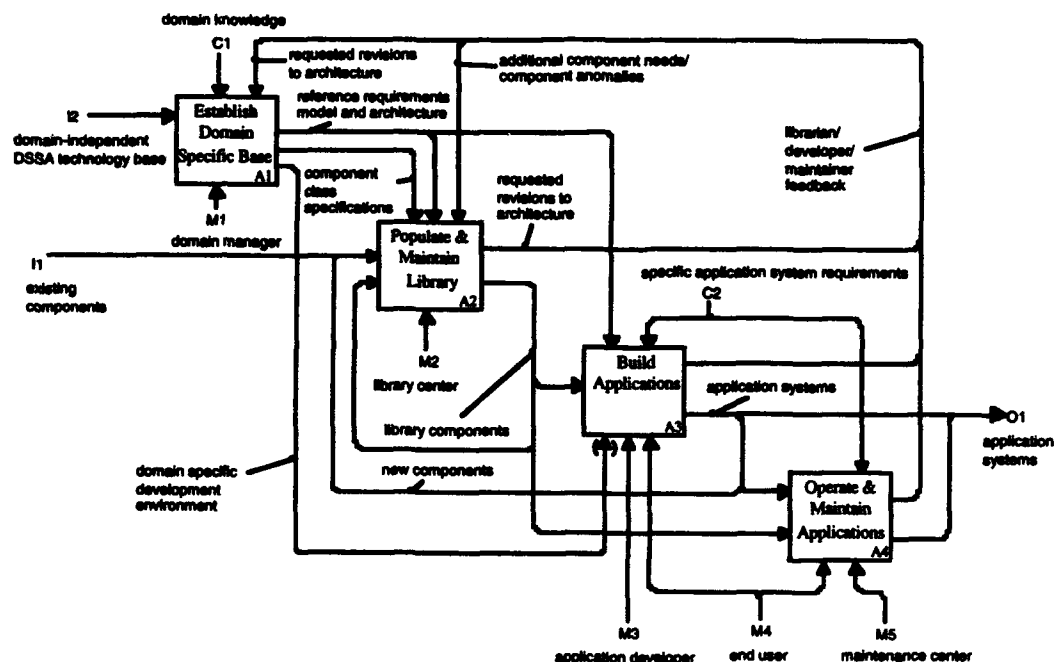 domain knowledge
C1
requested revisions
to architecture
additional component needs/
component anomalies
reference requirements
model and architecture
I2
domain-independent
DSSA technology base
Establish
Domain
Specific Base
A1
component
class
specifications
librarian/
developer/
maintainer
feedback
M1
domain manager
requested
revisions to
architecture
I1
existing
components
Populate &
Maintain
Library
A2
specific application system requirements
C2
M2
library center
Build
Applications
A3
application systems
O1
application
systems
library components
domain specific
development
environment
new components
( )
Operate &
Maintain
Applications
A4
M3
application developer
M4
end user
M5
maintenance center